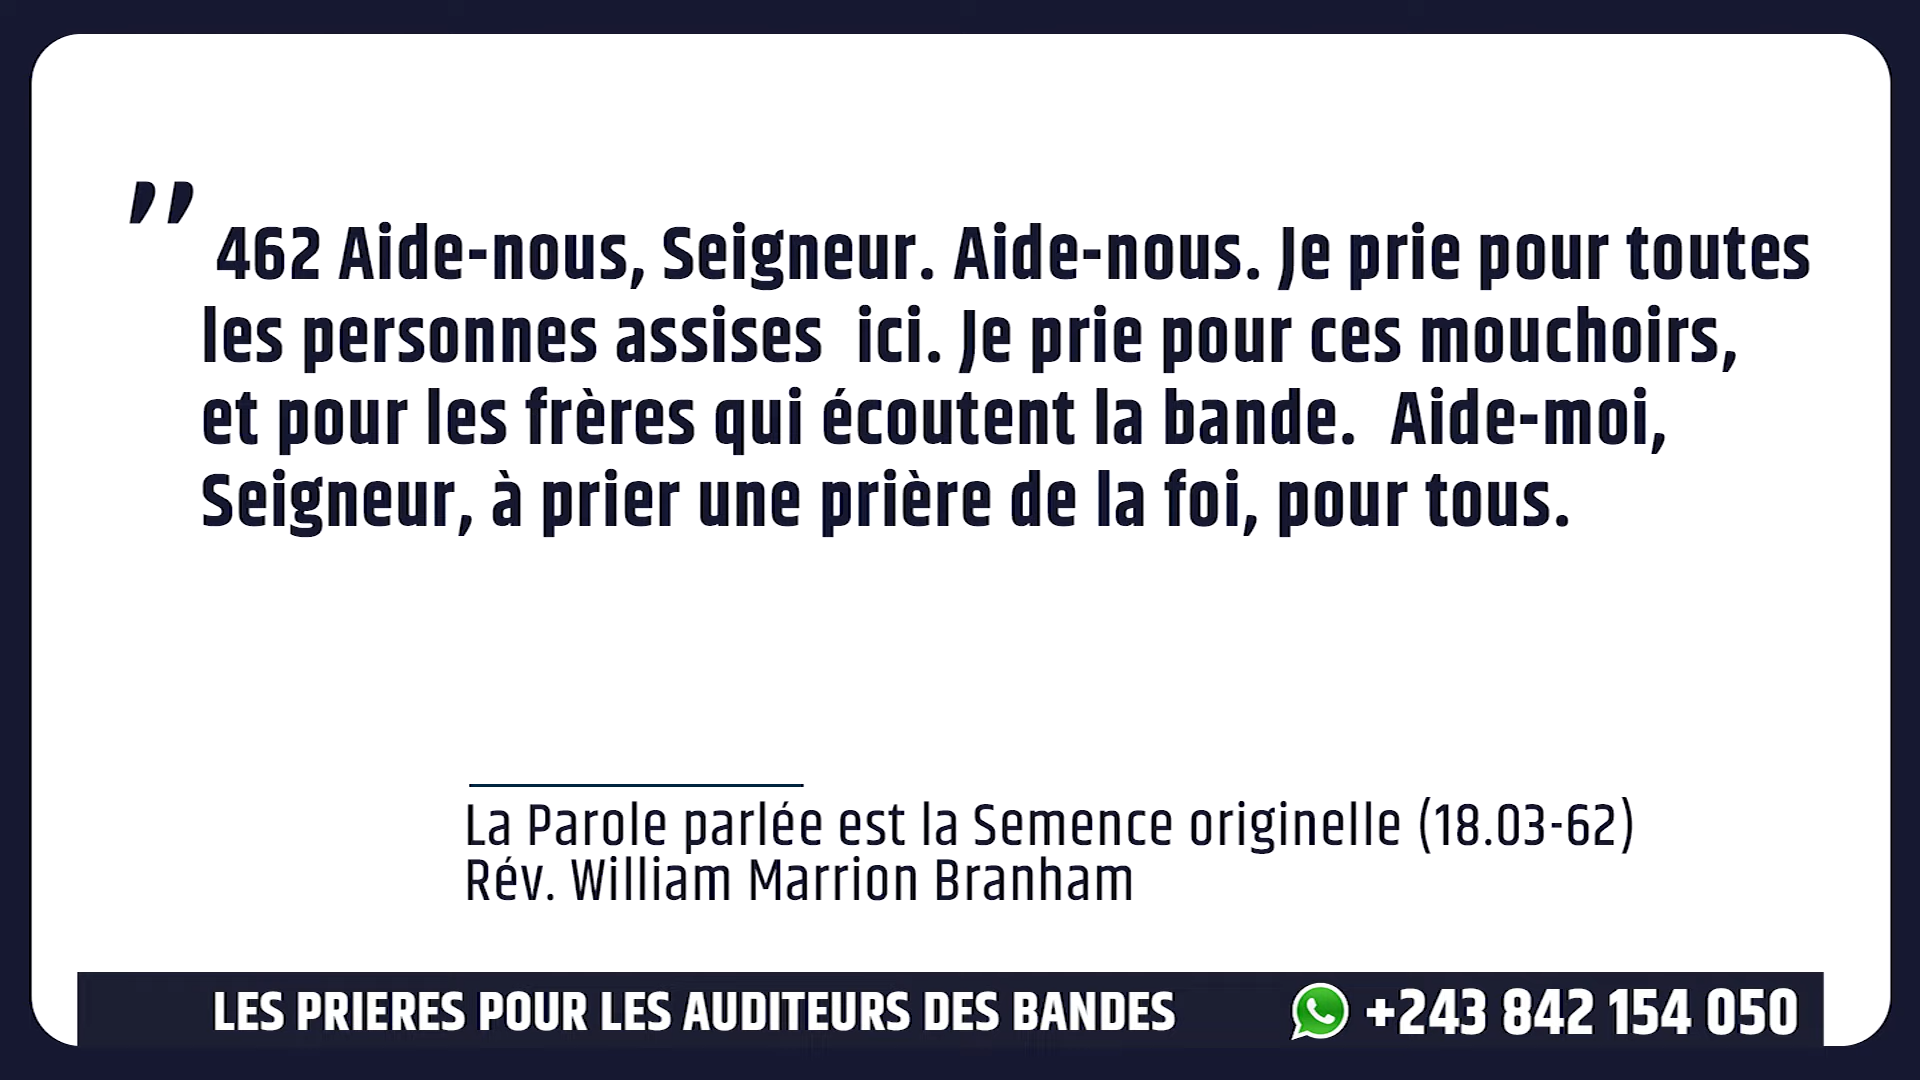 ” 462 Aide-nous, Seigneur. Aide-nous. Je prie pour toutes
les personnes assises ici. Je prie pour ces mouchoirs,
et pour les frères qui écoutent la bande. Aide-moi,
Seigneur, à prier une prière de la foi, pour tous.
La Parole parlée est la Semence originelle (18.03-62)
Rév. William Marrion Branham
LES PRIERES POUR LES AUDITEURS DES BANDES +243 842 154 050